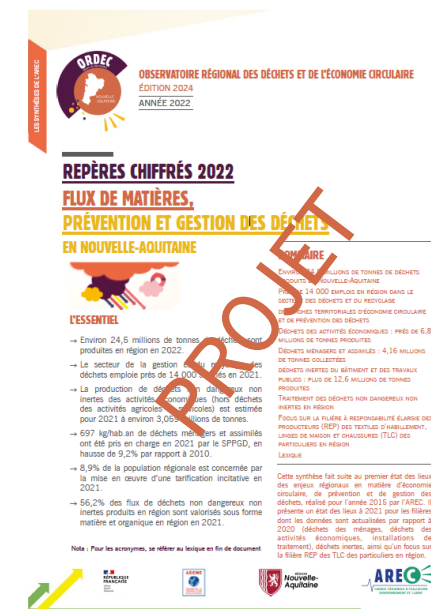 LES SYNTHÈSES DE L'AREC
ORDEC
NOUVELLE-
AQUITAINE
OBSERVATOIRE RÉGIONAL DES DÉCHETS ET DE L'ÉCONOMIE CIRCULAIRE
ÉDITION 2024
ANNÉE 2022
REPÈRES CHIFFRÉS 2022
FLUX DE MATIÈRES,
PRÉVENTION ET GESTION DES DÉCHETS
EN NOUVELLE-AQUITAINE
PROJET
L'ESSENTIEL
→ Environ 24,5 millions de tonnes de déchets sont
produites en région en 2022.
→ Le secteur de la gestion et du recyclage des
déchets emploie près de 14 000 salariés en 2021.
→ La production de déchets non dangereux non
inertes des activités économiques (hors déchets
des activités agricoles et viticoles) est estimée
pour 2021 à environ 3,059 millions de tonnes.
→ 697 kg/hab.an de déchets ménagers et assimilés
ont été pris en charge en 2021 par le SPPGD, en
hausse de 9,2% par rapport à 2010.
→ 8,9% de la population régionale est concernée par
la mise en œuvre d'une tarification incitative en
2021.
→ 56,2% des flux de déchets non dangereux non
inertes produits en région sont valorisés sous forme
matière et organique en région en 2021.
Nota : Pour les acronymes, se référer au lexique en fin de document
SOMMAIRE
ENVIRON MILLIONS DE TONNES DE DÉCHETS
PRODUITS EN NOUVELLE-AQUITAINE
PRÈS DE 14 000 EMPLOIS EN RÉGION DANS LE
SECTEUR DES DÉCHETS ET DU RECYCLAGE
DÉMARCHES TERRITORIALES D'ÉCONOMIE CIRCULAIRE
ET DE PRÉVENTION DES DÉCHETS
DÉCHETS DES ACTIVITÉS ÉCONOMIQUES : PRÈS DE 6,8
MILLIONS DE TONNES PRODUITES
DÉCHETS MÉNAGERS ET ASSIMILÉS : 4,16 MILLIONS
DE TONNES COLLECTÉES
DÉCHETS INERTES DU BÂTIMENT ET DES TRAVAUX
PUBLICS : PLUS DE 12,6 MILLIONS DE TONNES
PRODUITES
TRAITEMENT DES DÉCHETS NON DANGEREUX NON
INERTES EN RÉGION
FOCUS SUR LA FILIÈRE À RESPONSABILITÉ ÉLARGIE DES
PRODUCTEURS (REP) DES TEXTILES D'HABILLEMENT,
LINGES DE MAISON ET CHAUSSURES (TLC) DES
PARTICULIERS EN RÉGION
LEXIQUE
Cette synthèse fait suite au premier état des lieux
des enjeux régionaux en matière d'économie
circulaire, de prévention et de gestion des
déchets, réalisé pour l'année 2015 par l'AREC. Il
présente un état des lieux à 2021 pour les filières
dont les données sont actualisées par rapport à
2020 (déchets des ménages, déchets des
activités économiques, installations de
traitement), déchets inertes, ainsi qu'un focus sur
la filière REP des TLC des particuliers en région.
RÉPUBLIQUE
FRANÇAISE
ADEME
Nouvelle-
Aquitaine
AREC